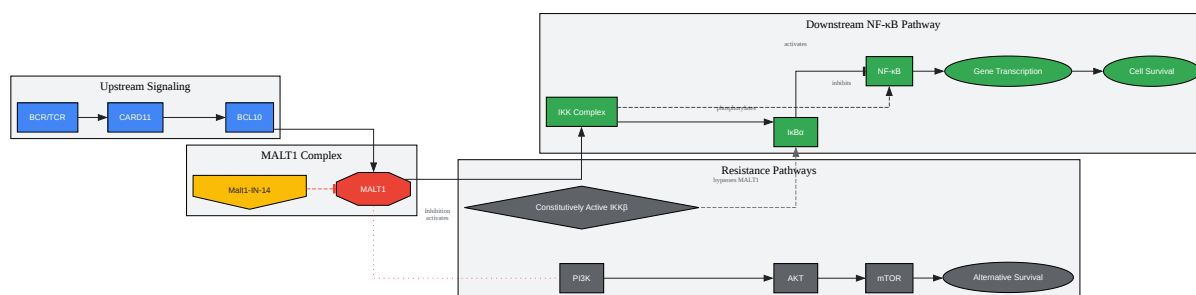 Downstream NF-κB Pathway
activates
NF-κB
Gene Transcription
Cell Survival
inhibits
Upstream Signaling
BCR/TCR
CARD11
BCL10
IKK Complex
phosphorylates
IκBα
MALT1 Complex
Malt1-IN-14
MALT1
Resistance Pathways
bypasses MALT1
Constitutively Active IKKβ
Inhibition
activates
PI3K
AKT
mTOR
Alternative Survival